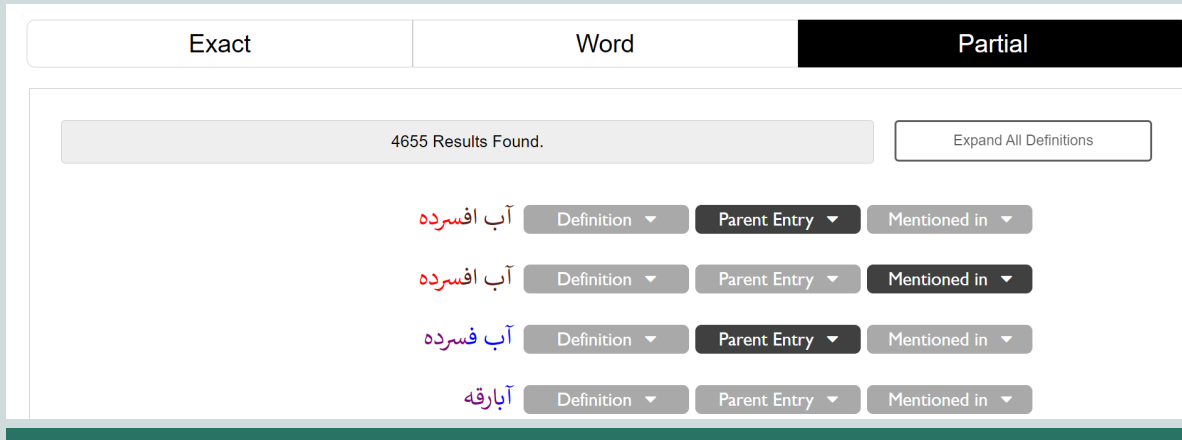 Exact Word Partial
4655 Results Found. Expand All Definitions
آب افسرده Definition Parent Entry Mentioned in
آب افسرده Definition Parent Entry Mentioned in
آب فسرده Definition Parent Entry Mentioned in
آبارقه Definition Parent Entry Mentioned in